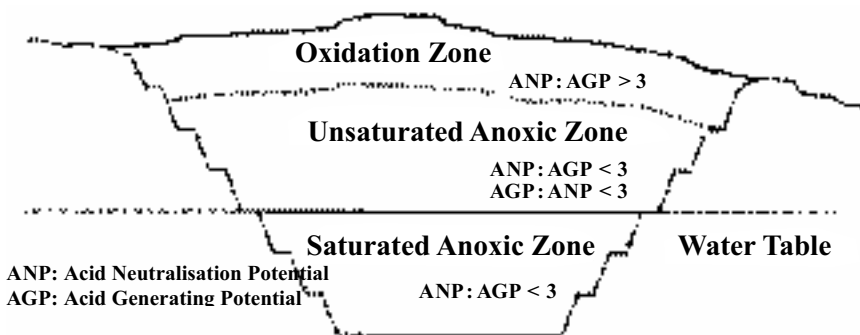 Oxidation Zone
ANP: AGP > 3
Unsaturated Anoxic Zone
ANP: AGP < 3
AGP: ANP < 3
Saturated Anoxic Zone
Water Table
ANP: Acid Neutralisation Potential
AGP: Acid Generating Potential
ANP: AGP < 3